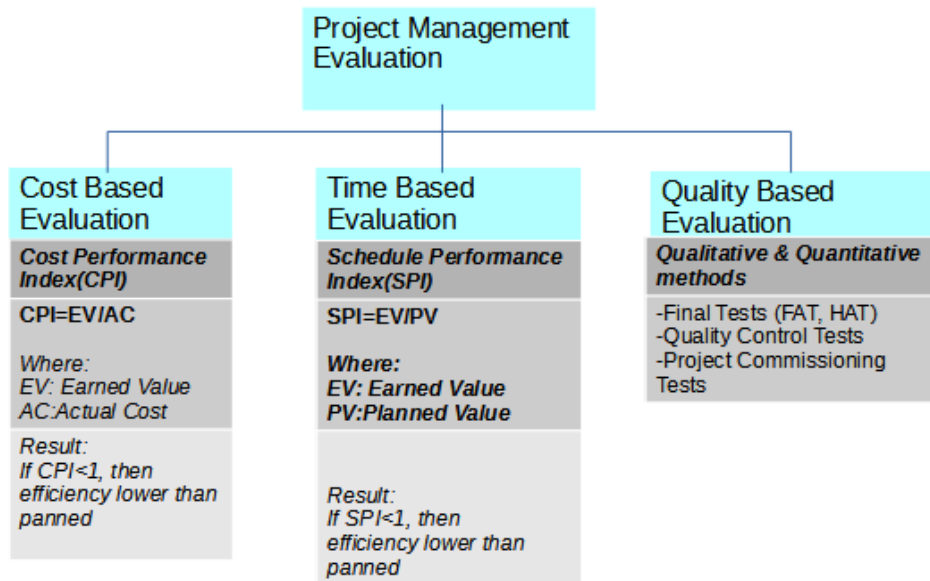 Project Management
Evaluation
Cost Based
Evaluation
Cost Performance
Index(CPI)
CPI=EV/AC
Where:
EV: Earned Value
AC:Actual Cost
Result:
If CPI<1, then
efficiency lower than
panned
Time Based
Evaluation
Schedule Performance
Index(SPI)
SPI=EV/PV
Where:
EV: Earned Value
PV:Planned Value
Result:
If SPI<1, then
efficiency lower than
panned
Quality Based
Evaluation
Qualitative & Quantitative
methods
-Final Tests (FAT, HAT)
-Quality Control Tests
-Project Commissioning
Tests